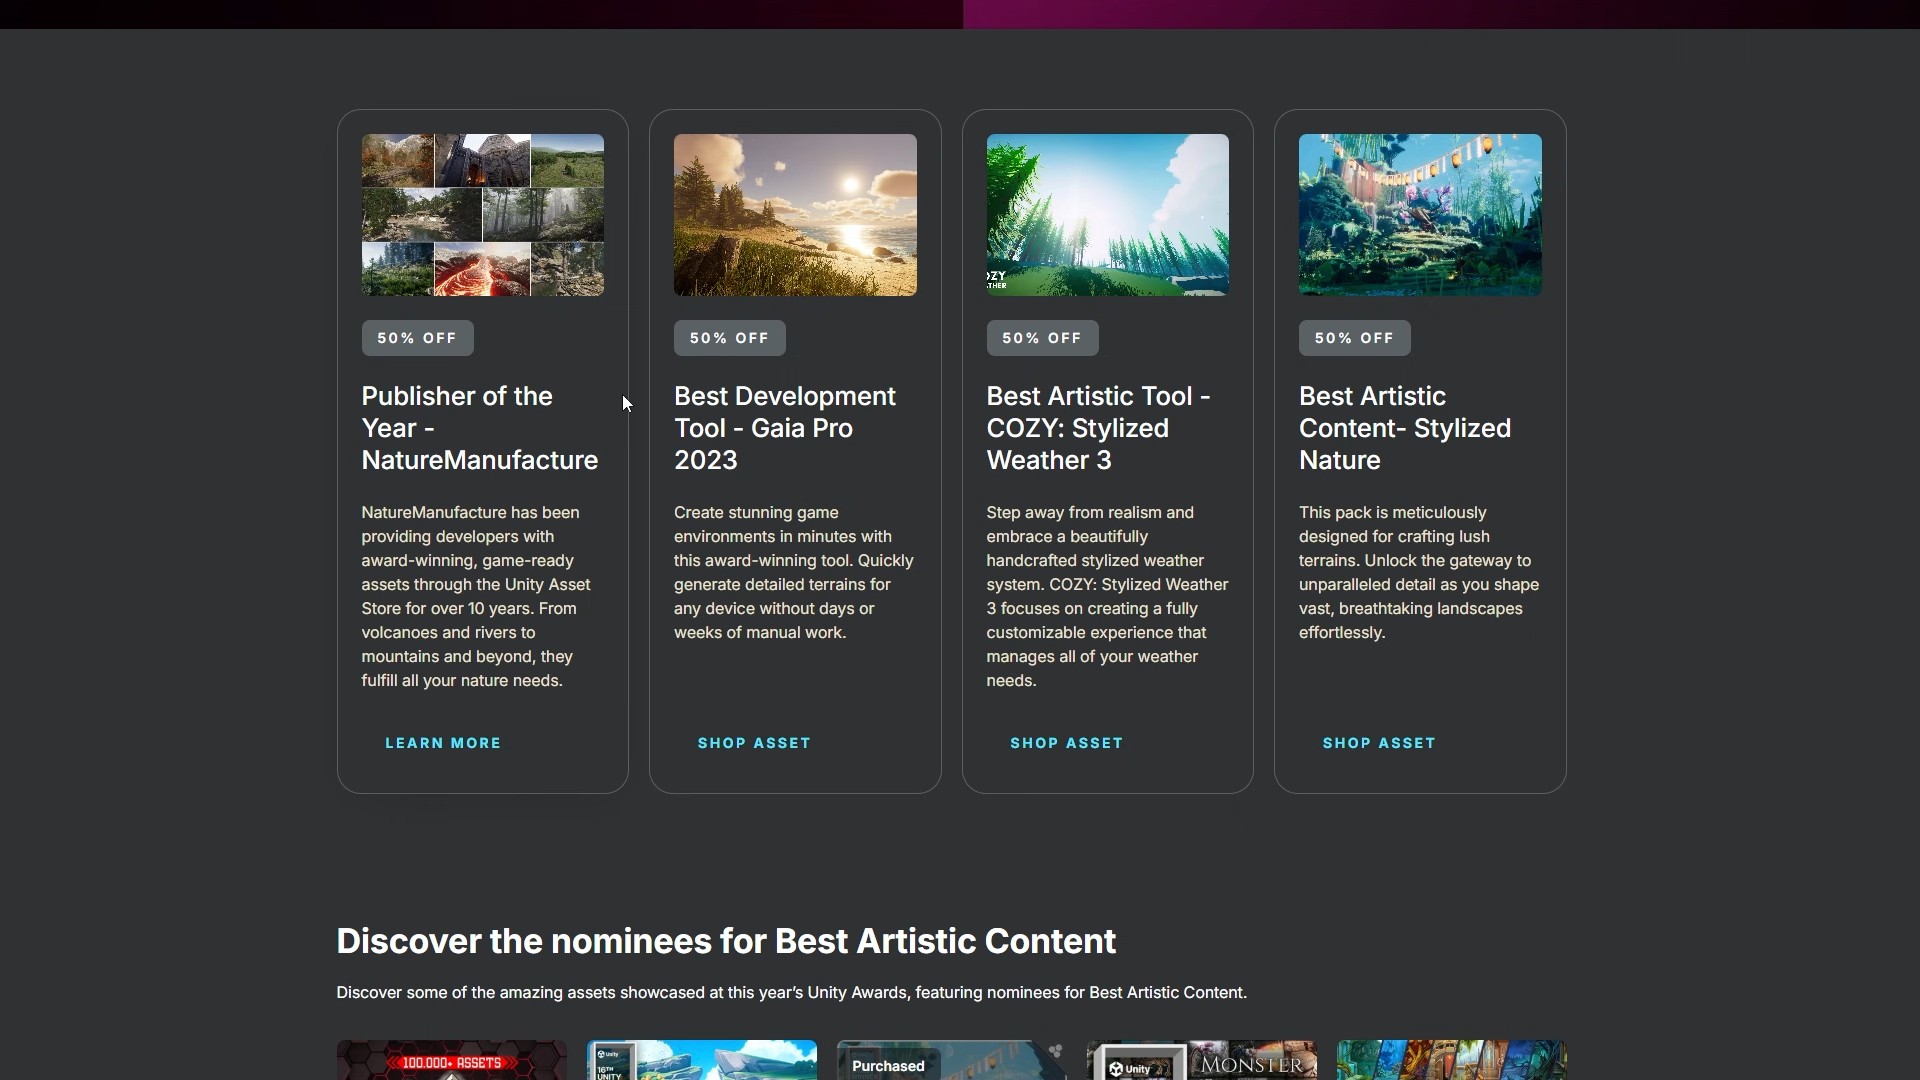 OZY
THER
50% OFF
50% OFF
50% OFF
50% OFF
Publisher of the
Year -
NatureManufacture
Best Development
Tool - Gaia Pro
2023
Best Artistic Tool -
COZY: Stylized
Weather 3
Best Artistic
Content- Stylized
Nature
NatureManufacture has been
providing developers with
award-winning, game-ready
assets through the Unity Asset
Store for over 10 years. From
volcanoes and rivers to
mountains and beyond, they
fulfill all your nature needs.
Create stunning game
environments in minutes with
this award-winning tool. Quickly
generate detailed terrains for
any device without days or
weeks of manual work.
Step away from realism and
embrace a beautifully
handcrafted stylized weather
system. COZY: Stylized Weather
3 focuses on creating a fully
customizable experience that
manages all of your weather
needs.
This pack is meticulously
designed for crafting lush
terrains. Unlock the gateway to
unparalleled detail as you shape
vast, breathtaking landscapes
effortlessly.
LEARN MORE
SHOP ASSET
SHOP ASSET
SHOP ASSET
Discover the nominees for Best Artistic Content
Discover some of the amazing assets showcased at this year’s Unity Awards, featuring nominees for Best Artistic Content.
100.000+ ASSETS
Unity
16TH
UNITY
Purchased
Unity
MONSTER